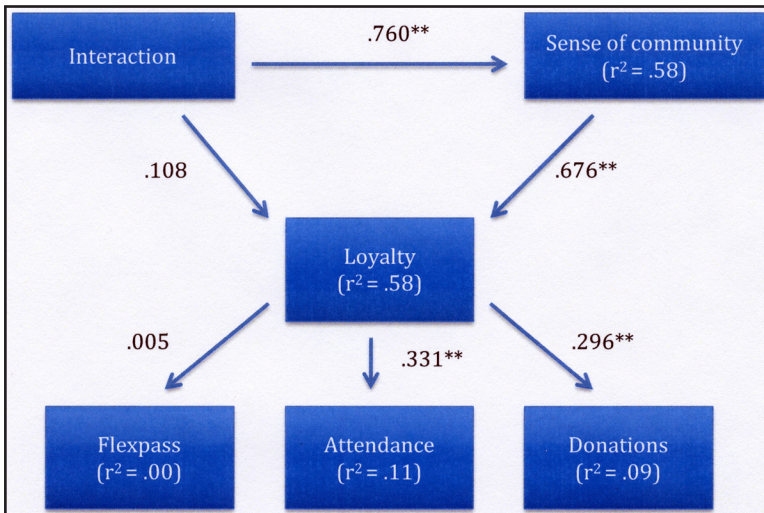 Interaction
.760**
Sense of community
(r² = .58)
.108
.676**
Loyalty
(r² = .58)
.005
.331**
.296**
Flexpass
(r² = .00)
Attendance
(r² = .11)
Donations
(r² = .09)